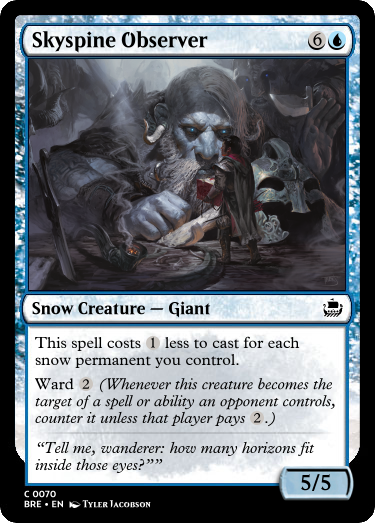 Skyspine Observer 6
Snow Creature — Giant
This spell costs 1 less to cast for each
snow permanent you control.
Ward 2 (Whenever this creature becomes the
target of a spell or ability an opponent controls,
counter it unless that player pays 2.)
“Tell me, wanderer: how many horizons fit
inside those eyes?””
5/5
C 0070
BRE • EN Tyler Jacobson